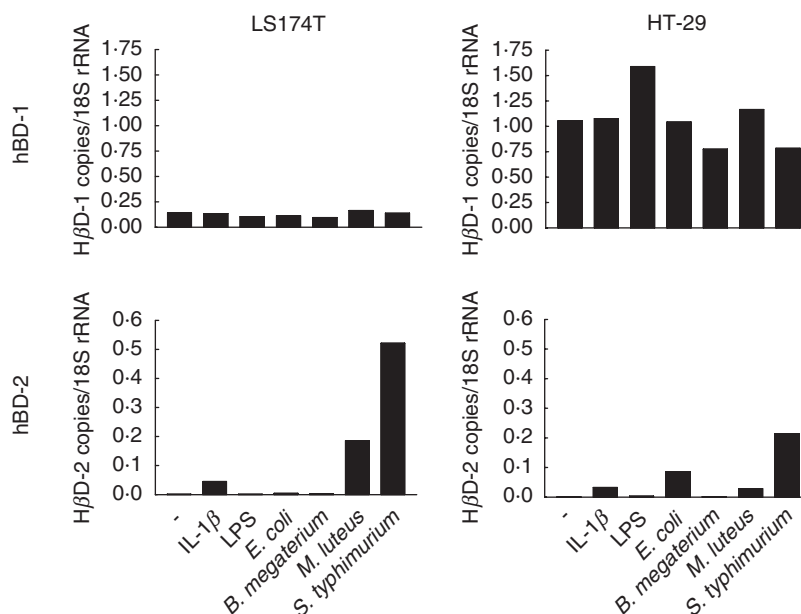 LS174T
HT-29
hBD-1
HβD-1 copies/18S rRNA
1·75
1·50
1·25
1·00
0·75
0·50
0·25
0·00
HβD-1 copies/18S rRNA
1·75
1·50
1·25
1·00
0·75
0·50
0·25
0·00
hBD-2
HβD-2 copies/18S rRNA
0·6
0·5
0·4
0·3
0·2
0·1
0·0
-
IL-1β
LPS
E. coli
B. megaterium
M. luteus
S. typhimurium
HβD-2 copies/18S rRNA
0·6
0·5
0·4
0·3
0·2
0·1
0·0
-
IL-1β
LPS
E. coli
B. megaterium
M. luteus
S. typhimurium